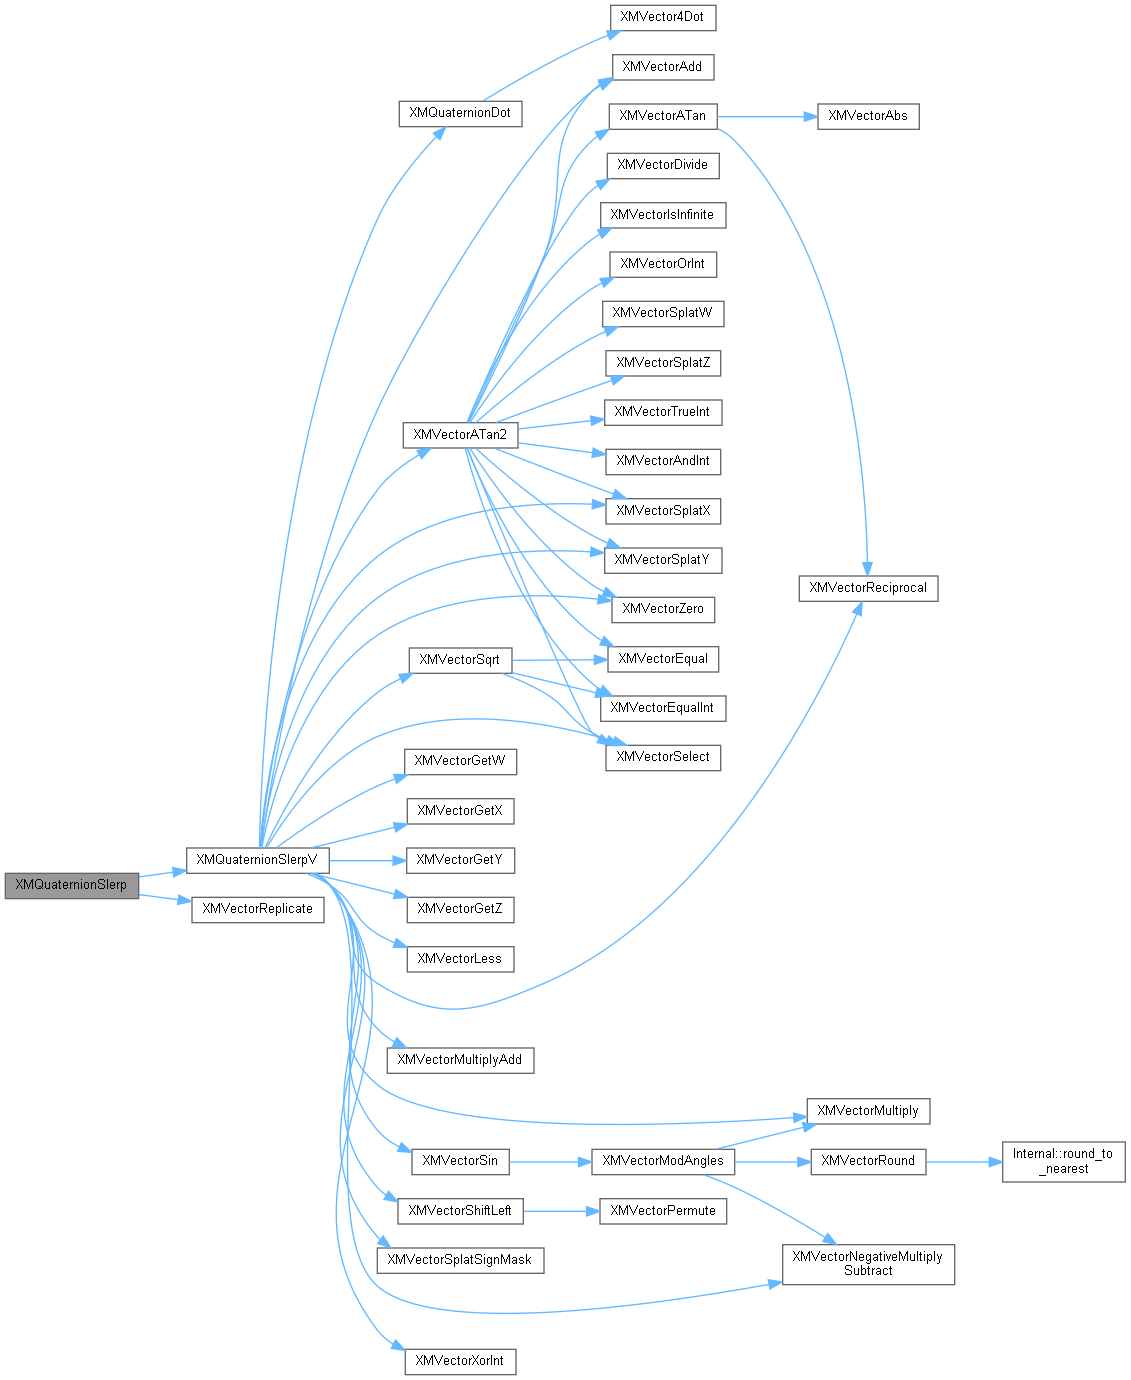 XMVector4Dot
XMVectorAdd
XMQuaternionDot
XMVectorATan
XMVectorAbs
XMVectorDivide
XMVectorIsInfinite
XMVectorOrInt
XMVectorSplatW
XMVectorSplatZ
XMVectorTrueInt
XMVectorATan2
XMVectorAndInt
XMVectorSplatX
XMVectorSplatY
XMVectorReciprocal
XMVectorZero
XMVectorSqrt
XMVectorEqual
XMVectorEqualInt
XMVectorSelect
XMVectorGetW
XMVectorGetX
XMQuaternionSlerpV
XMVectorGetY
XMQuaternionSlerp
XMVectorReplicate
XMVectorGetZ
XMVectorLess
XMVectorMultiplyAdd
XMVectorMultiply
XMVectorSin
XMVectorModAngles
XMVectorRound
Internal::round_to
_nearest
XMVectorShiftLeft
XMVectorPermute
XMVectorSplatSignMask
XMVectorNegativeMultiply
Subtract
XMVectorXorInt